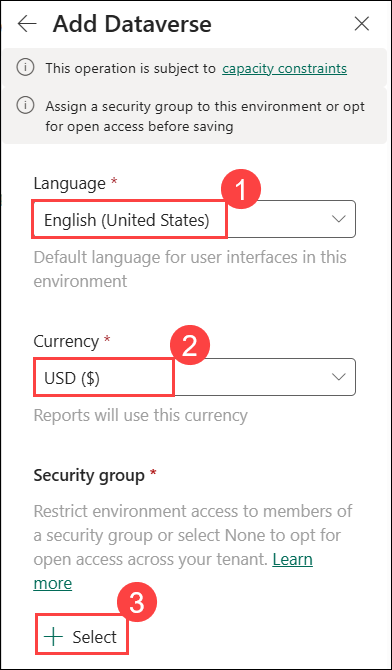 Add Dataverse
This operation is subject to capacity constraints
Assign a security group to this environment or opt
for open access before saving
Language *
1
English (United States)
Default language for user interfaces in this
environment
Currency *
2
USD ($)
Reports will use this currency
Security group *
Restrict environment access to members of
a security group or select None to opt for
open access across your tenant. Learn
more
3
+ Select